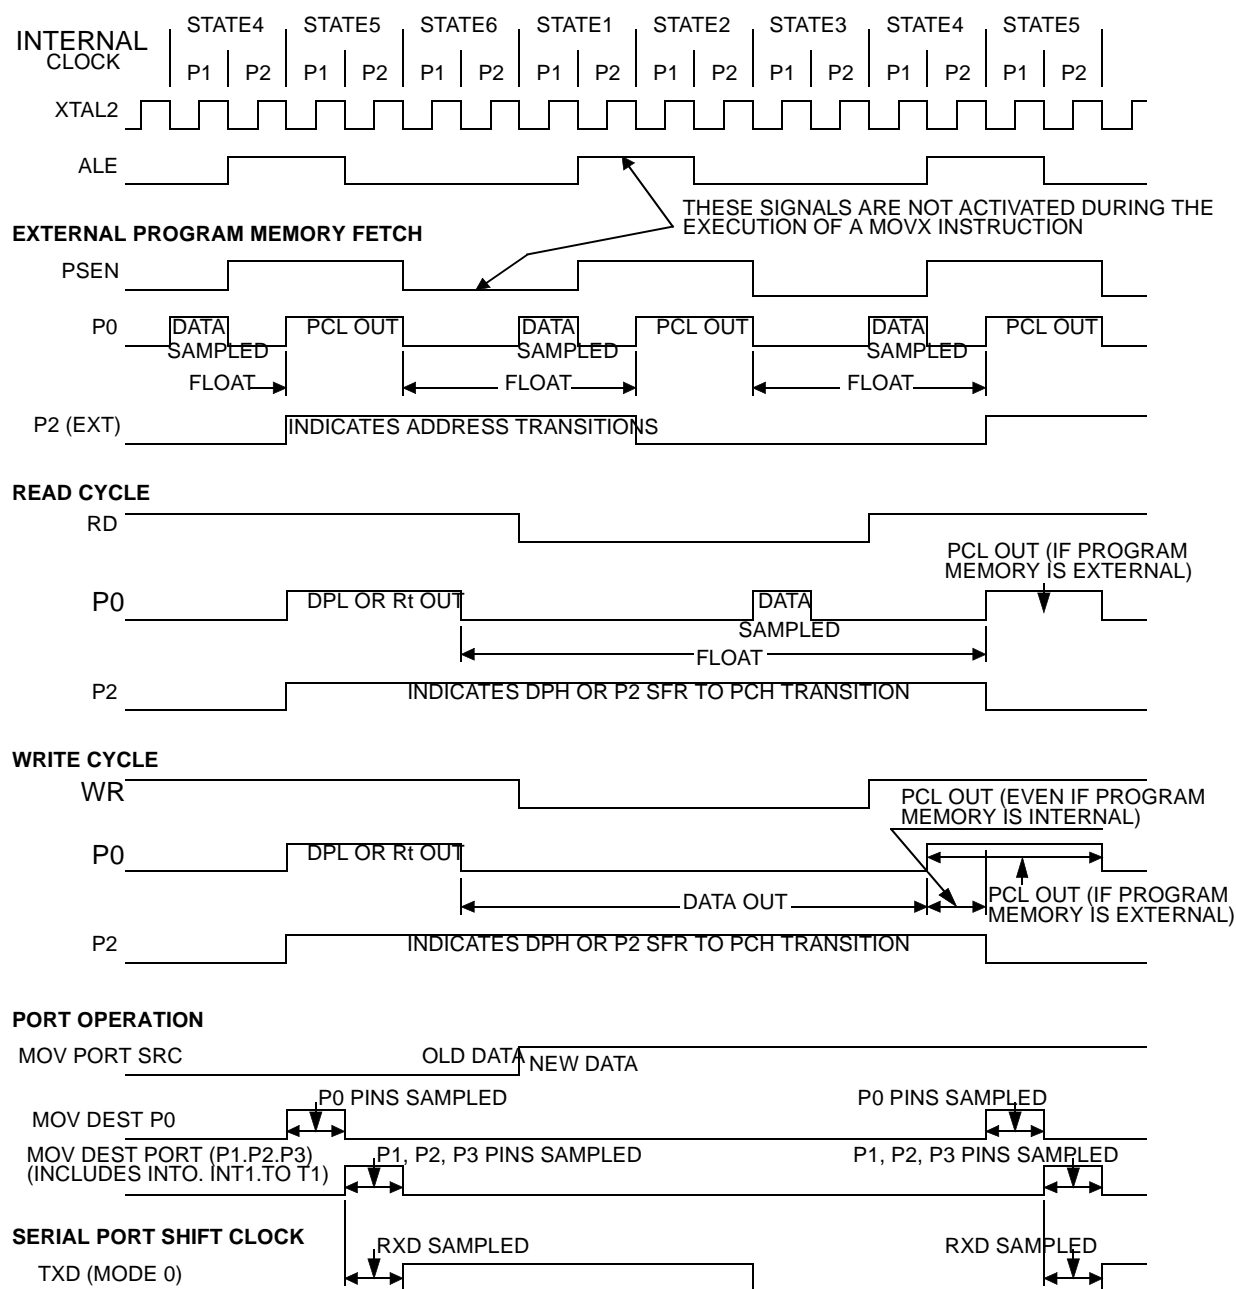 STATE4 STATE5 STATE6 STATE1 STATE2 STATE3 STATE4 STATE5
INTERNAL
CLOCK
P1 P2 P1 P2 P1 P2 P1 P2 P1 P2 P1 P2 P1 P2 P1 P2
XTAL2
ALE
THESE SIGNALS ARE NOT ACTIVATED DURING THE
EXECUTION OF A MOVX INSTRUCTION
EXTERNAL PROGRAM MEMORY FETCH
PSEN
P0 DATA PCL OUT DATA PCL OUT DATA PCL OUT
SAMPLED SAMPLED SAMPLED
FLOAT FLOAT FLOAT
P2 (EXT) INDICATES ADDRESS TRANSITIONS
READ CYCLE
RD
PCL OUT (IF PROGRAM
MEMORY IS EXTERNAL)
P0 DPL OR Rt OUT DATA
SAMPLED
FLOAT
P2 INDICATES DPH OR P2 SFR TO PCH TRANSITION
WRITE CYCLE
WR
PCL OUT (EVEN IF PROGRAM
MEMORY IS INTERNAL)
P0 DPL OR Rt OUT
DATA OUT
PCL OUT (IF PROGRAM
MEMORY IS EXTERNAL)
P2 INDICATES DPH OR P2 SFR TO PCH TRANSITION
PORT OPERATION
MOV PORT SRC OLD DATA NEW DATA
P0 PINS SAMPLED P0 PINS SAMPLED
MOV DEST P0
MOV DEST PORT (P1.P2.P3) P1, P2, P3 PINS SAMPLED P1, P2, P3 PINS SAMPLED
(INCLUDES INTO. INT1.TO T1)
SERIAL PORT SHIFT CLOCK
RXD SAMPLED RXD SAMPLED
TXD (MODE 0)